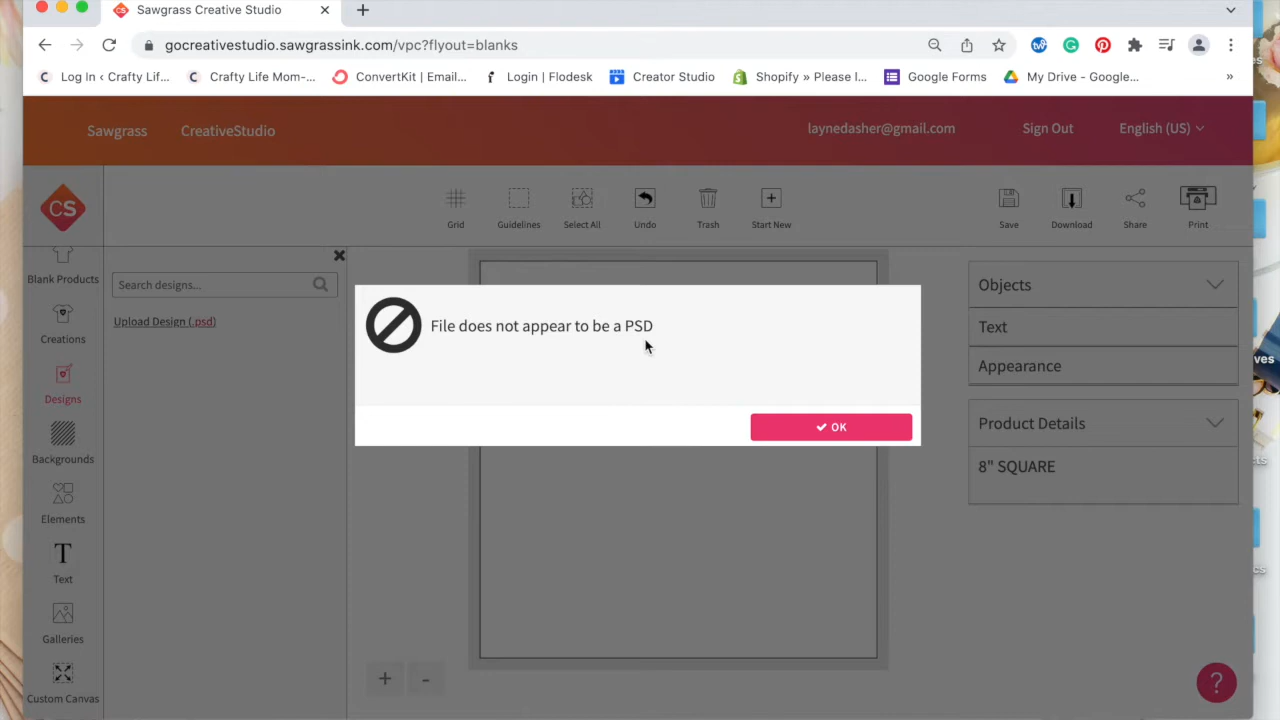 Sawgrass Creative Studio
gocreativestudio.sawgrassink.com/vpc?flyout=blanks
Log In ‹ Crafty Lif...
Crafty Life Mom-...
ConvertKit | Email...
Login | Flodesk
Creator Studio
Shopify » Please l...
Google Forms
My Drive - Google...
»
Sawgrass
CreativeStudio
laynedasher@gmail.com
Sign Out
English (US)
CS
Grid
Guidelines
Select All
Undo
Trash
Start New
Save
Download
Share
Print
Blank Products
Creations
Designs
Backgrounds
Elements
T
Text
Galleries
Custom Canvas
Search designs...
Upload Design (.psd)
File does not appear to be a PSD
OK
Objects
Text
Appearance
Product Details
8" SQUARE
+
-
?